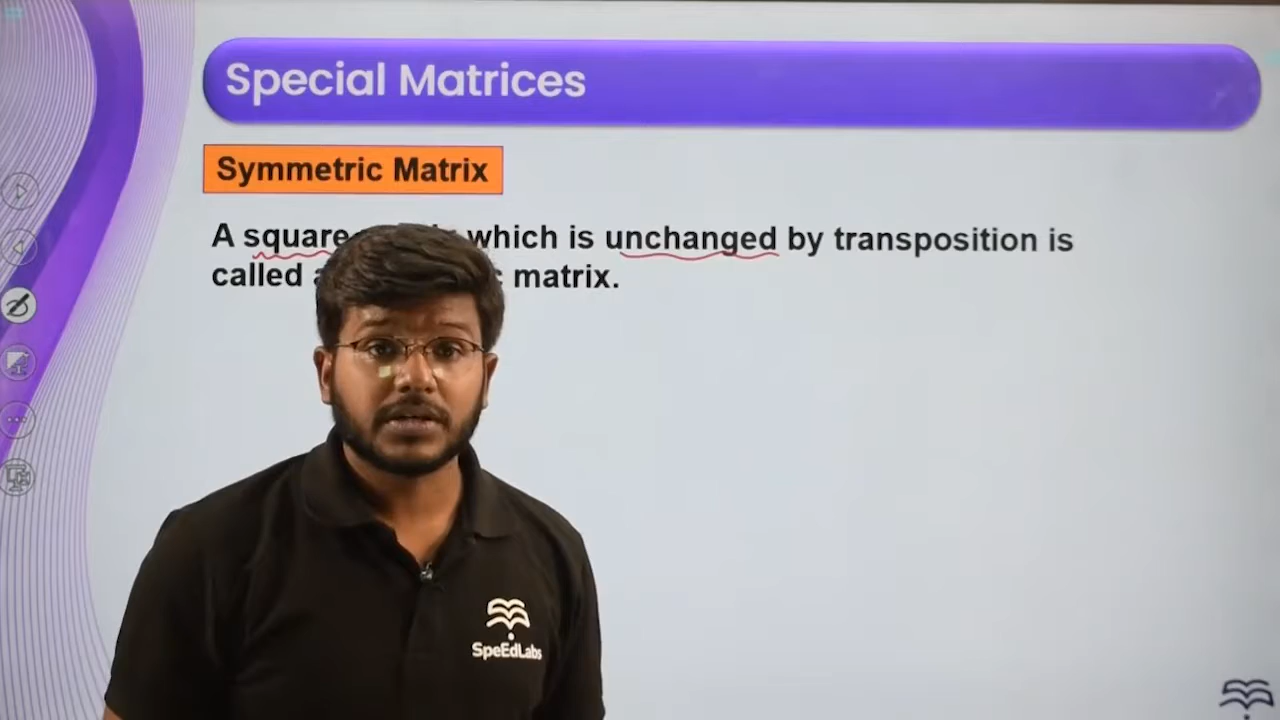 Special Matrices
Symmetric Matrix
A square which is unchanged by transposition is
called matrix.
SpeEdLabs